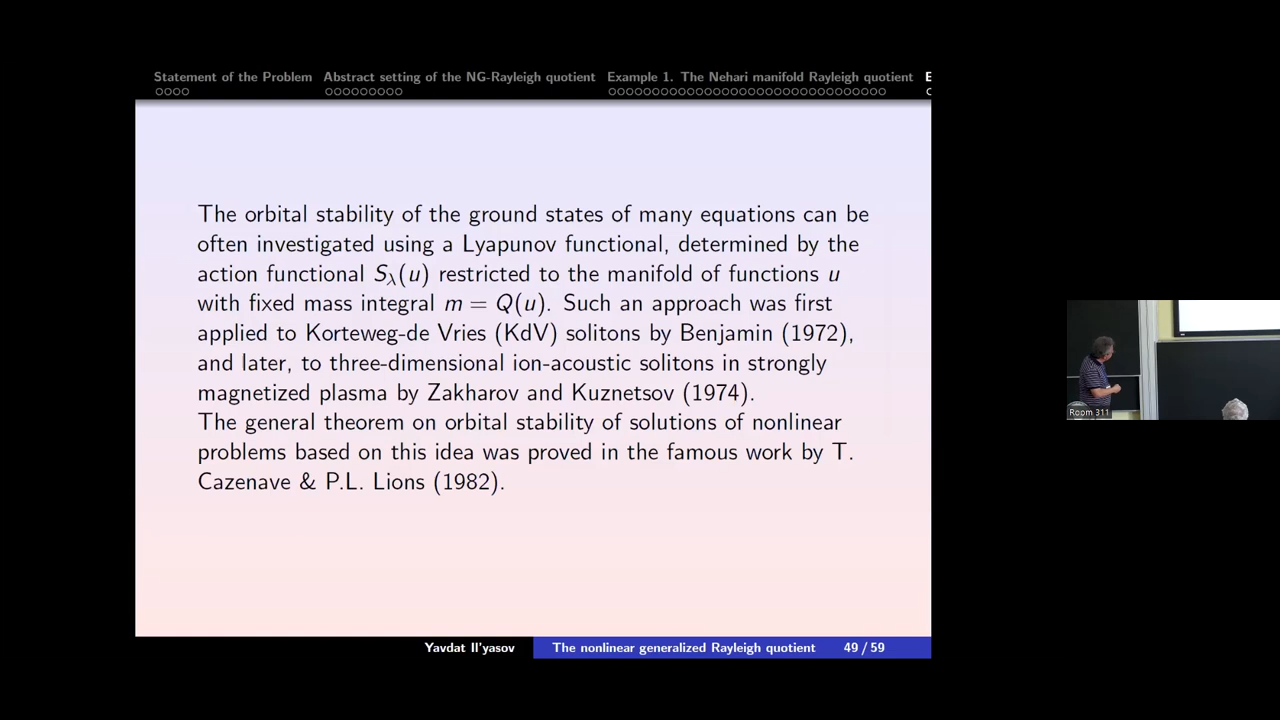 Statement of the Problem Abstract setting of the NG-Rayleigh quotient Example 1. The Nehari manifold Rayleigh quotient E
The orbital stability of the ground states of many equations can be
often investigated using a Lyapunov functional, determined by the
action functional Sλ(u) restricted to the manifold of functions u
with fixed mass integral m = Q(u). Such an approach was first
applied to Korteweg-de Vries (KdV) solitons by Benjamin (1972),
and later, to three-dimensional ion-acoustic solitons in strongly
magnetized plasma by Zakharov and Kuznetsov (1974).
The general theorem on orbital stability of solutions of nonlinear
problems based on this idea was proved in the famous work by T.
Cazenave & P.L. Lions (1982).
Yavdat Il'yasov The nonlinear generalized Rayleigh quotient 49 / 59
Room 311